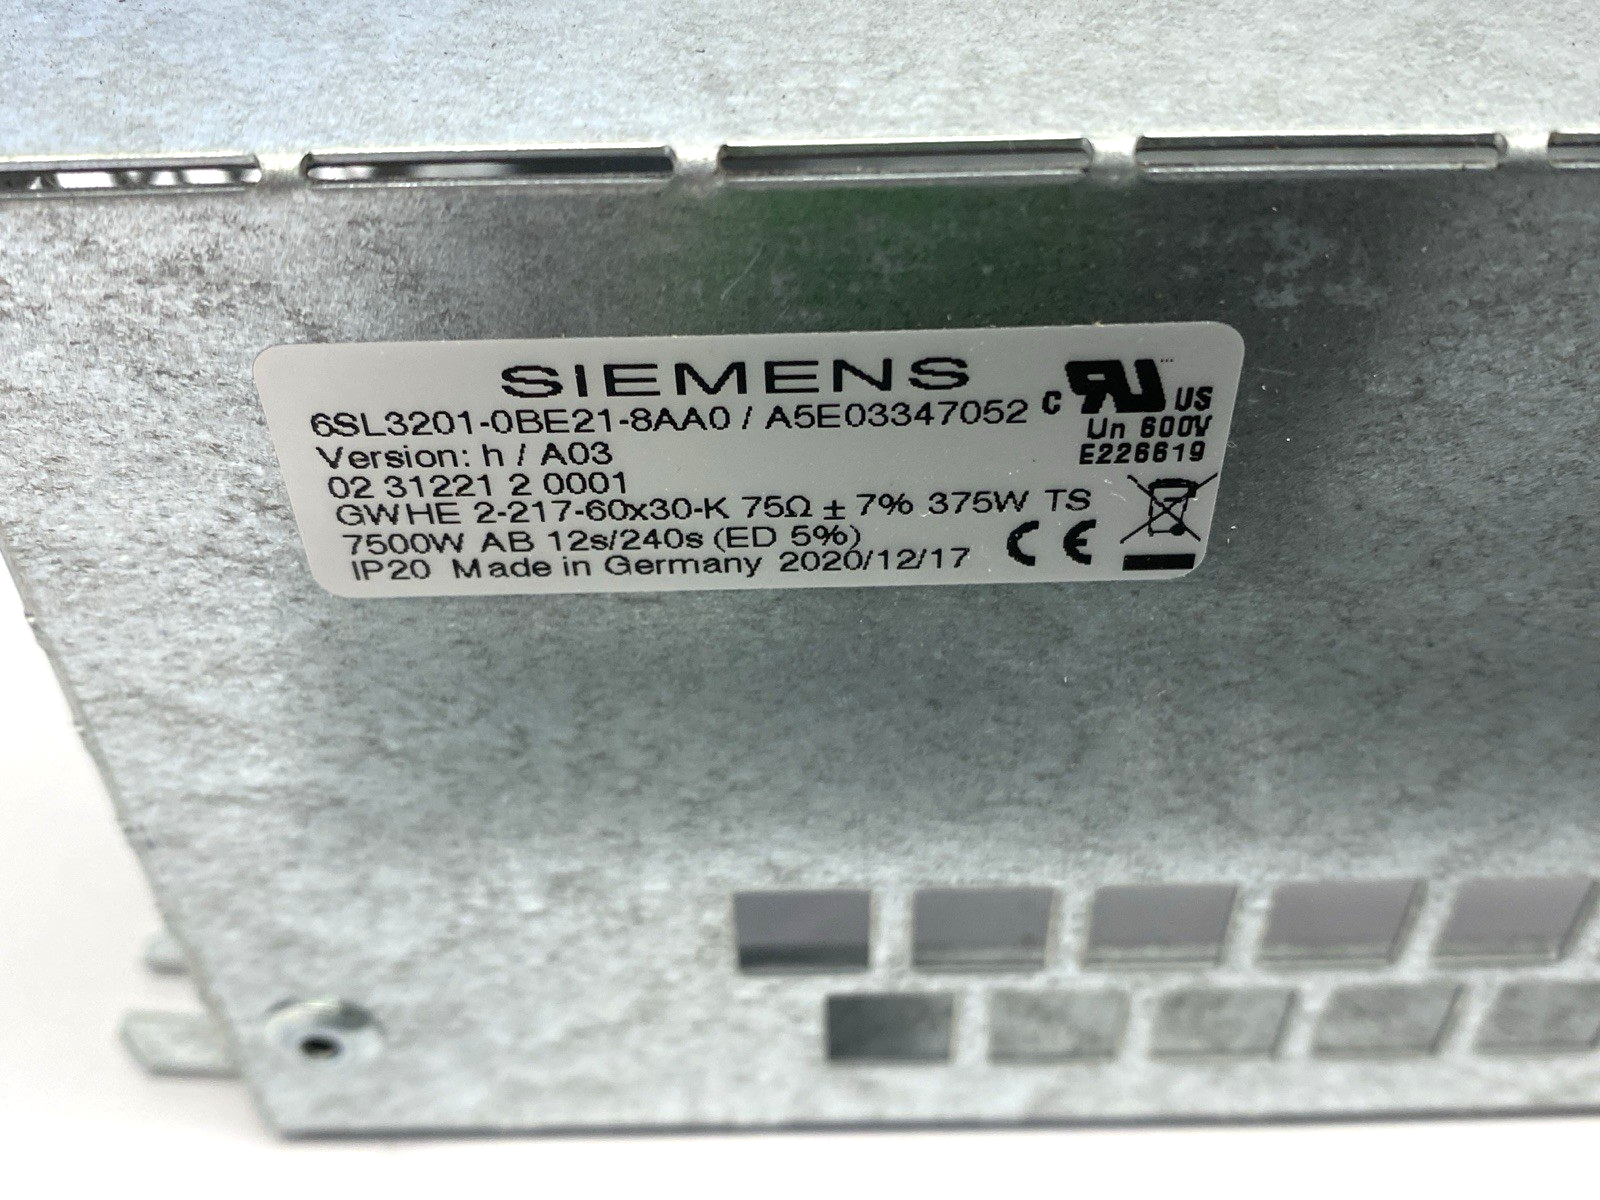 SIEMENS
6SL3201-0BE21-8AA0 / A5E03347052
Version: h / A03
02 31221 2 0001
GWHE 2-217-60x30-K 75Ω ± 7% 375W TS
7500W AB 12s/240s (ED 5%)
IP20 Made in Germany 2020/12/17
CE
c RU US
Un 600V
E226619